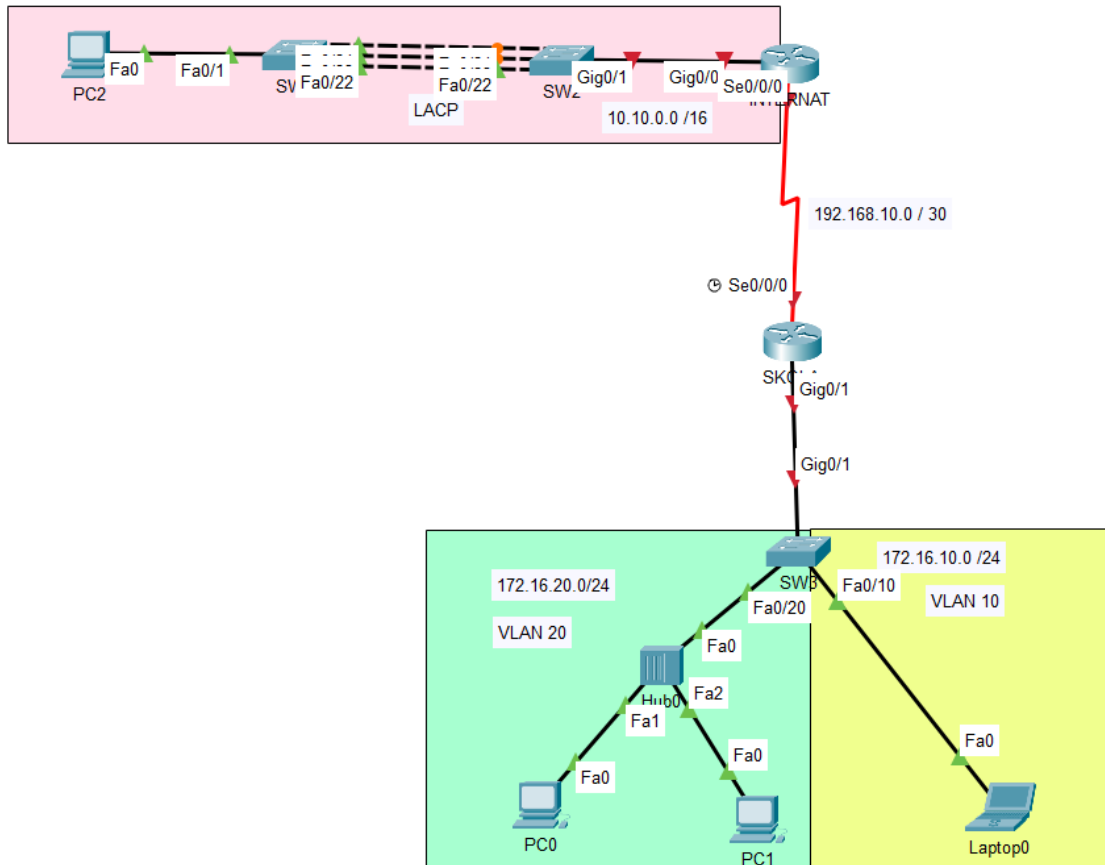 Fa0
Fa0/1
Fa0/22
Fa0/22
Gig0/1
Gig0/0
Se0/0/0
PC2
LACP
SW2
10.10.0.0 /16
192.168.10.0 / 30
Se0/0/0
Gig0/1
Gig0/1
SW3
172.16.10.0 /24
172.16.20.0/24
Fa0/10
Fa0/20
VLAN 10
VLAN 20
Fa0
Hub0
Fa2
Fa1
Fa0
Fa0
Fa0
PC0
PC1
Laptop0